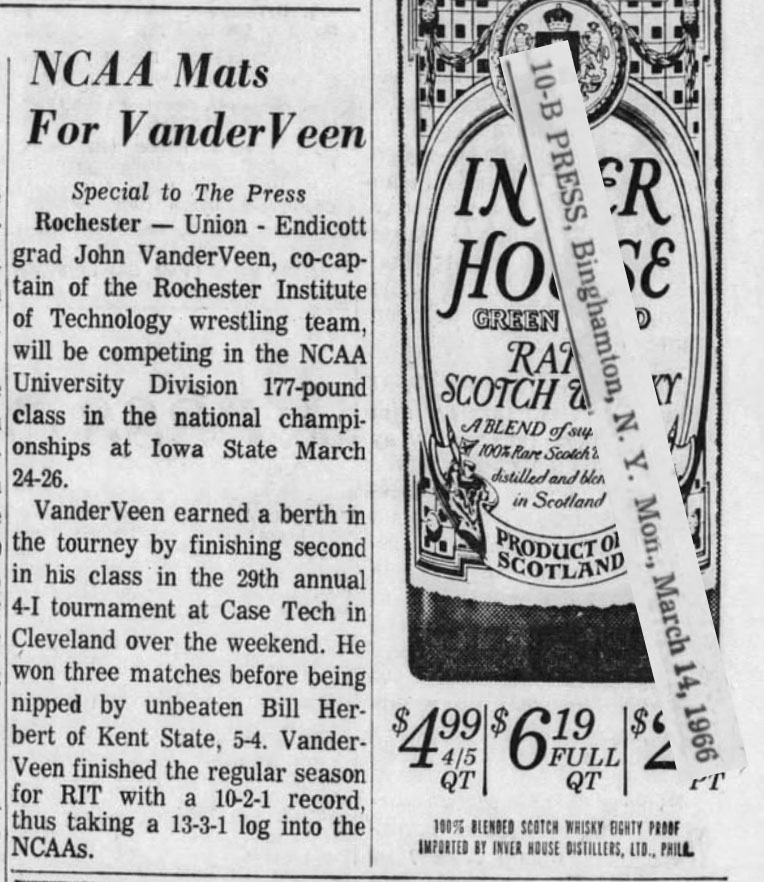 NCAA Mats
For VanderVeen
Special to The Press
Rochester — Union - Endicott
grad John VanderVeen, co-cap-
tain of the Rochester Institute
of Technology wrestling team,
will be competing in the NCAA
University Division 177-pound
class in the national champi-
onships at Iowa State March
24-26.
VanderVeen earned a berth in
the tourney by finishing second
in his class in the 29th annual
4-I tournament at Case Tech in
Cleveland over the weekend. He
won three matches before being
nipped by unbeaten Bill Her-
bert of Kent State, 5-4. Vander-
Veen finished the regular season
for RIT with a 10-2-1 record,
thus taking a 13-3-1 log into the
NCAAs.
10-B PRESS, Binghamton, N. Y. Mon., March 14, 1966
GREEN
SCOTCH
A BLEND of
100% Rare Scotch
distilled and
in Scotland
PRODUCT OF
SCOTLAND
$4.99 4/5 QT
$6.19 FULL QT
PT
100% BLENDED SCOTCH WHISKY EIGHTY PROOF
IMPORTED BY INVER HOUSE DISTILLERS, LTD., PHILA.